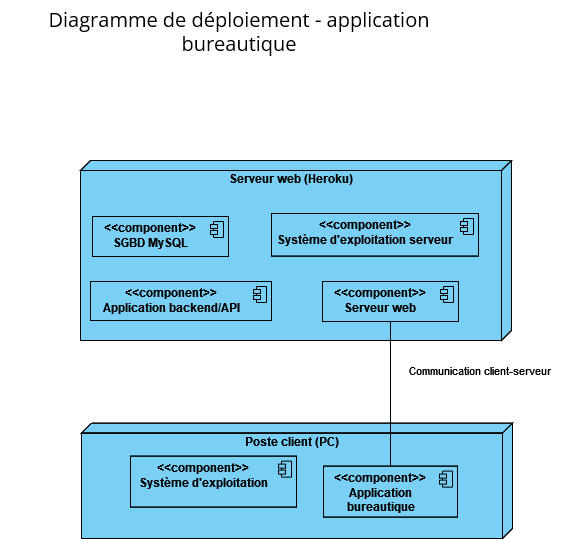 Diagramme de déploiement - application
bureautique
Serveur web (Heroku)
<<component>>
SGBD MySQL
<<component>>
Système d'exploitation serveur
<<component>>
Application backend/API
<<component>>
Serveur web
Communication client-serveur
Poste client (PC)
<<component>>
Système d'exploitation
<<component>>
Application
bureautique